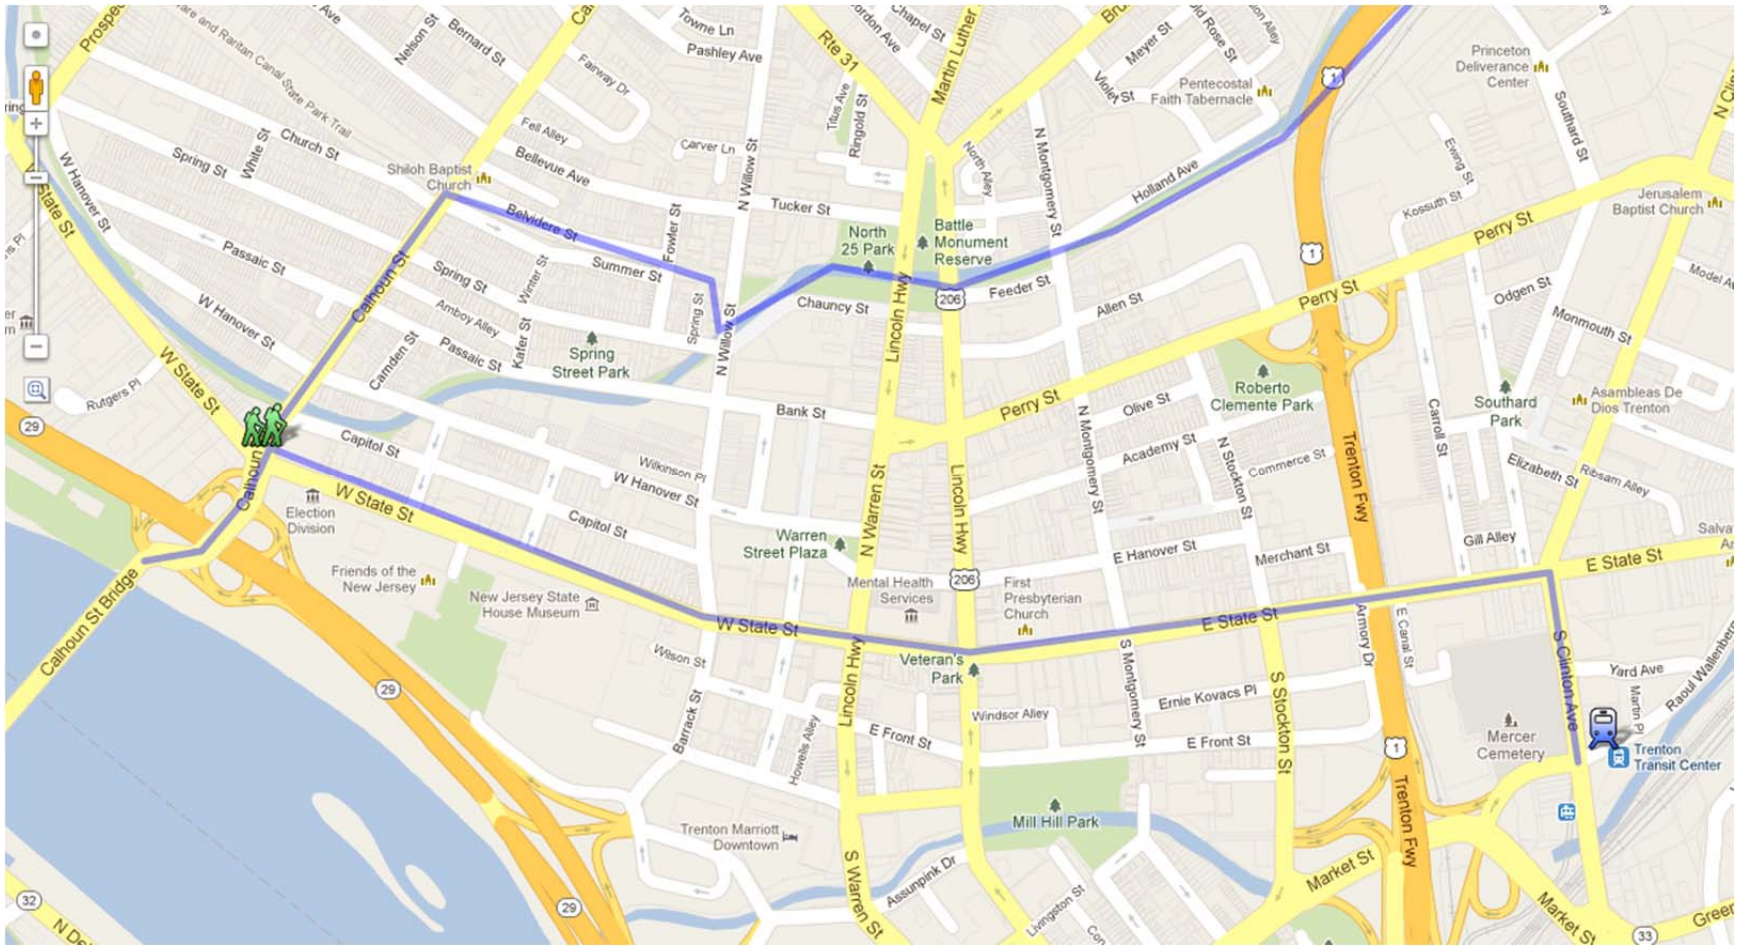 Prospec
Ave
Nelson St
Bernard St
Towne Ln
Pashley Ave
Rte 31
Chapel St
Martin Luther
Meyer St
Violet St
Pentecostal
Faith Tabernacle
Princeton
Deliverance
Center
Southard St
N Clin
are and Raritan Canal State Park Trail
Fairway Dr
Fell Alley
Titus Ave
Ringold St
Carver Ln
Bellevue Ave
Church St
White St
Spring St
Shiloh Baptist
Church
N Willow St
Tucker St
North Alley
N Montgomery St
Holland Ave
Ewing St
Kossuth St
Perry St
Jerusalem
Baptist Church
W Hanover St
State St
Belvidere St
Fowler St
Summer St
North
25 Park
Battle
Monument
Reserve
1
1
Passaic St
Calhoun St
Spring St
Winter St
Spring St
Amboy Alley
Kafer St
Passaic St
Camden St
Spring
Street Park
N Willow St
Chauncy St
Lincoln Hwy
206
Feeder St
Allen St
Perry St
Odgen St
Monmouth St
Model A
W Hanover St
W State St
Rutgers Pl
29
Capitol St
Wilkinson Pl
W Hanover St
Bank St
Perry St
Olive St
Academy St
Roberto
Clemente Park
Commerce St
N Montgomery St
N Stockton St
Trenton Fwy
Carroll St
Southard
Park
Asambleas De
Dios Trenton
Elizabeth St
Ribsam Alley
Calhoun
Election
Division
W State St
Capitol St
N Warren St
Lincoln Hwy
Warren
Street Plaza
E Hanover St
Merchant St
Gill Alley
Salva
E State St
Friends of the
New Jersey
New Jersey State
House Museum
Mental Health
Services
206
First
Presbyterian
Church
Calhoun St Bridge
W State St
E State St
Armory Dr
E Canal St
Wilson St
Veteran's
Park
29
Barrack St
Howells Alley
Lincoln Hwy
E Front St
Windsor Alley
S Montgomery St
Ernie Kovacs Pl
E Front St
S Stockton St
1
Trenton Fwy
Mercer
Cemetery
S Clinton Ave
Yard Ave
Martin Pl
Raoul Wallenberg
Trenton
Transit Center
Mill Hill Park
Trenton Marriott
Downtown
S Warren St
Assunpink Dr
Livingston St
Market St
Market St
29
32
33
Green